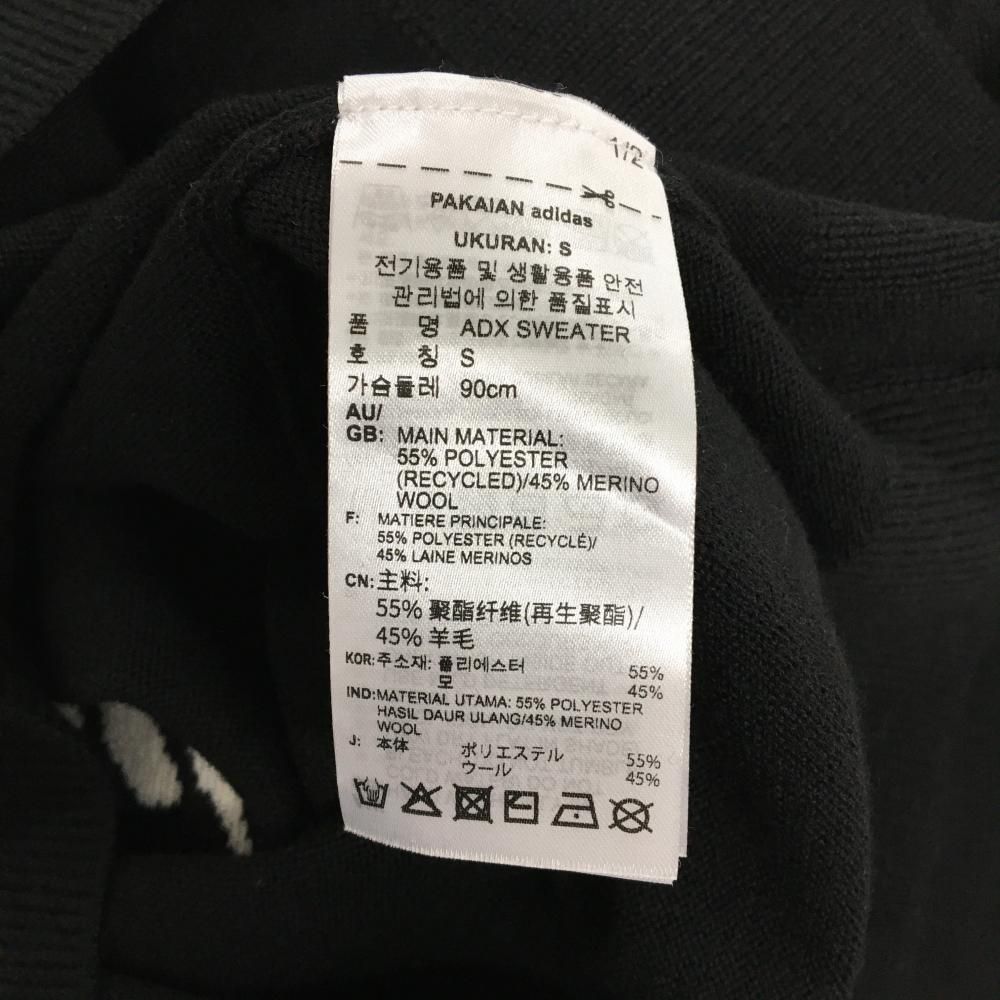 1/2
PAKAIAN adidas
UKURAN: S
전기용품 및 생활용품 안전
관리법에 의한 품질표시
품 명 ADX SWEATER
호 칭 S
가슴둘레 90cm
AU/
GB: MAIN MATERIAL:
55% POLYESTER
(RECYCLED)/45% MERINO
WOOL
F: MATIERE PRINCIPALE:
55% POLYESTER (RECYCLÉ)/
45% LAINE MERINOS
CN: 主料:
55% 聚酯纤维(再生聚酯)/
45% 羊毛
KOR: 주소재: 폴리에스터 55%
모 45%
IND: MATERIAL UTAMA: 55% POLYESTER
HASIL DAUR ULANG/45% MERINO
WOOL
J: 本体 ポリエステル 55%
ウール 45%